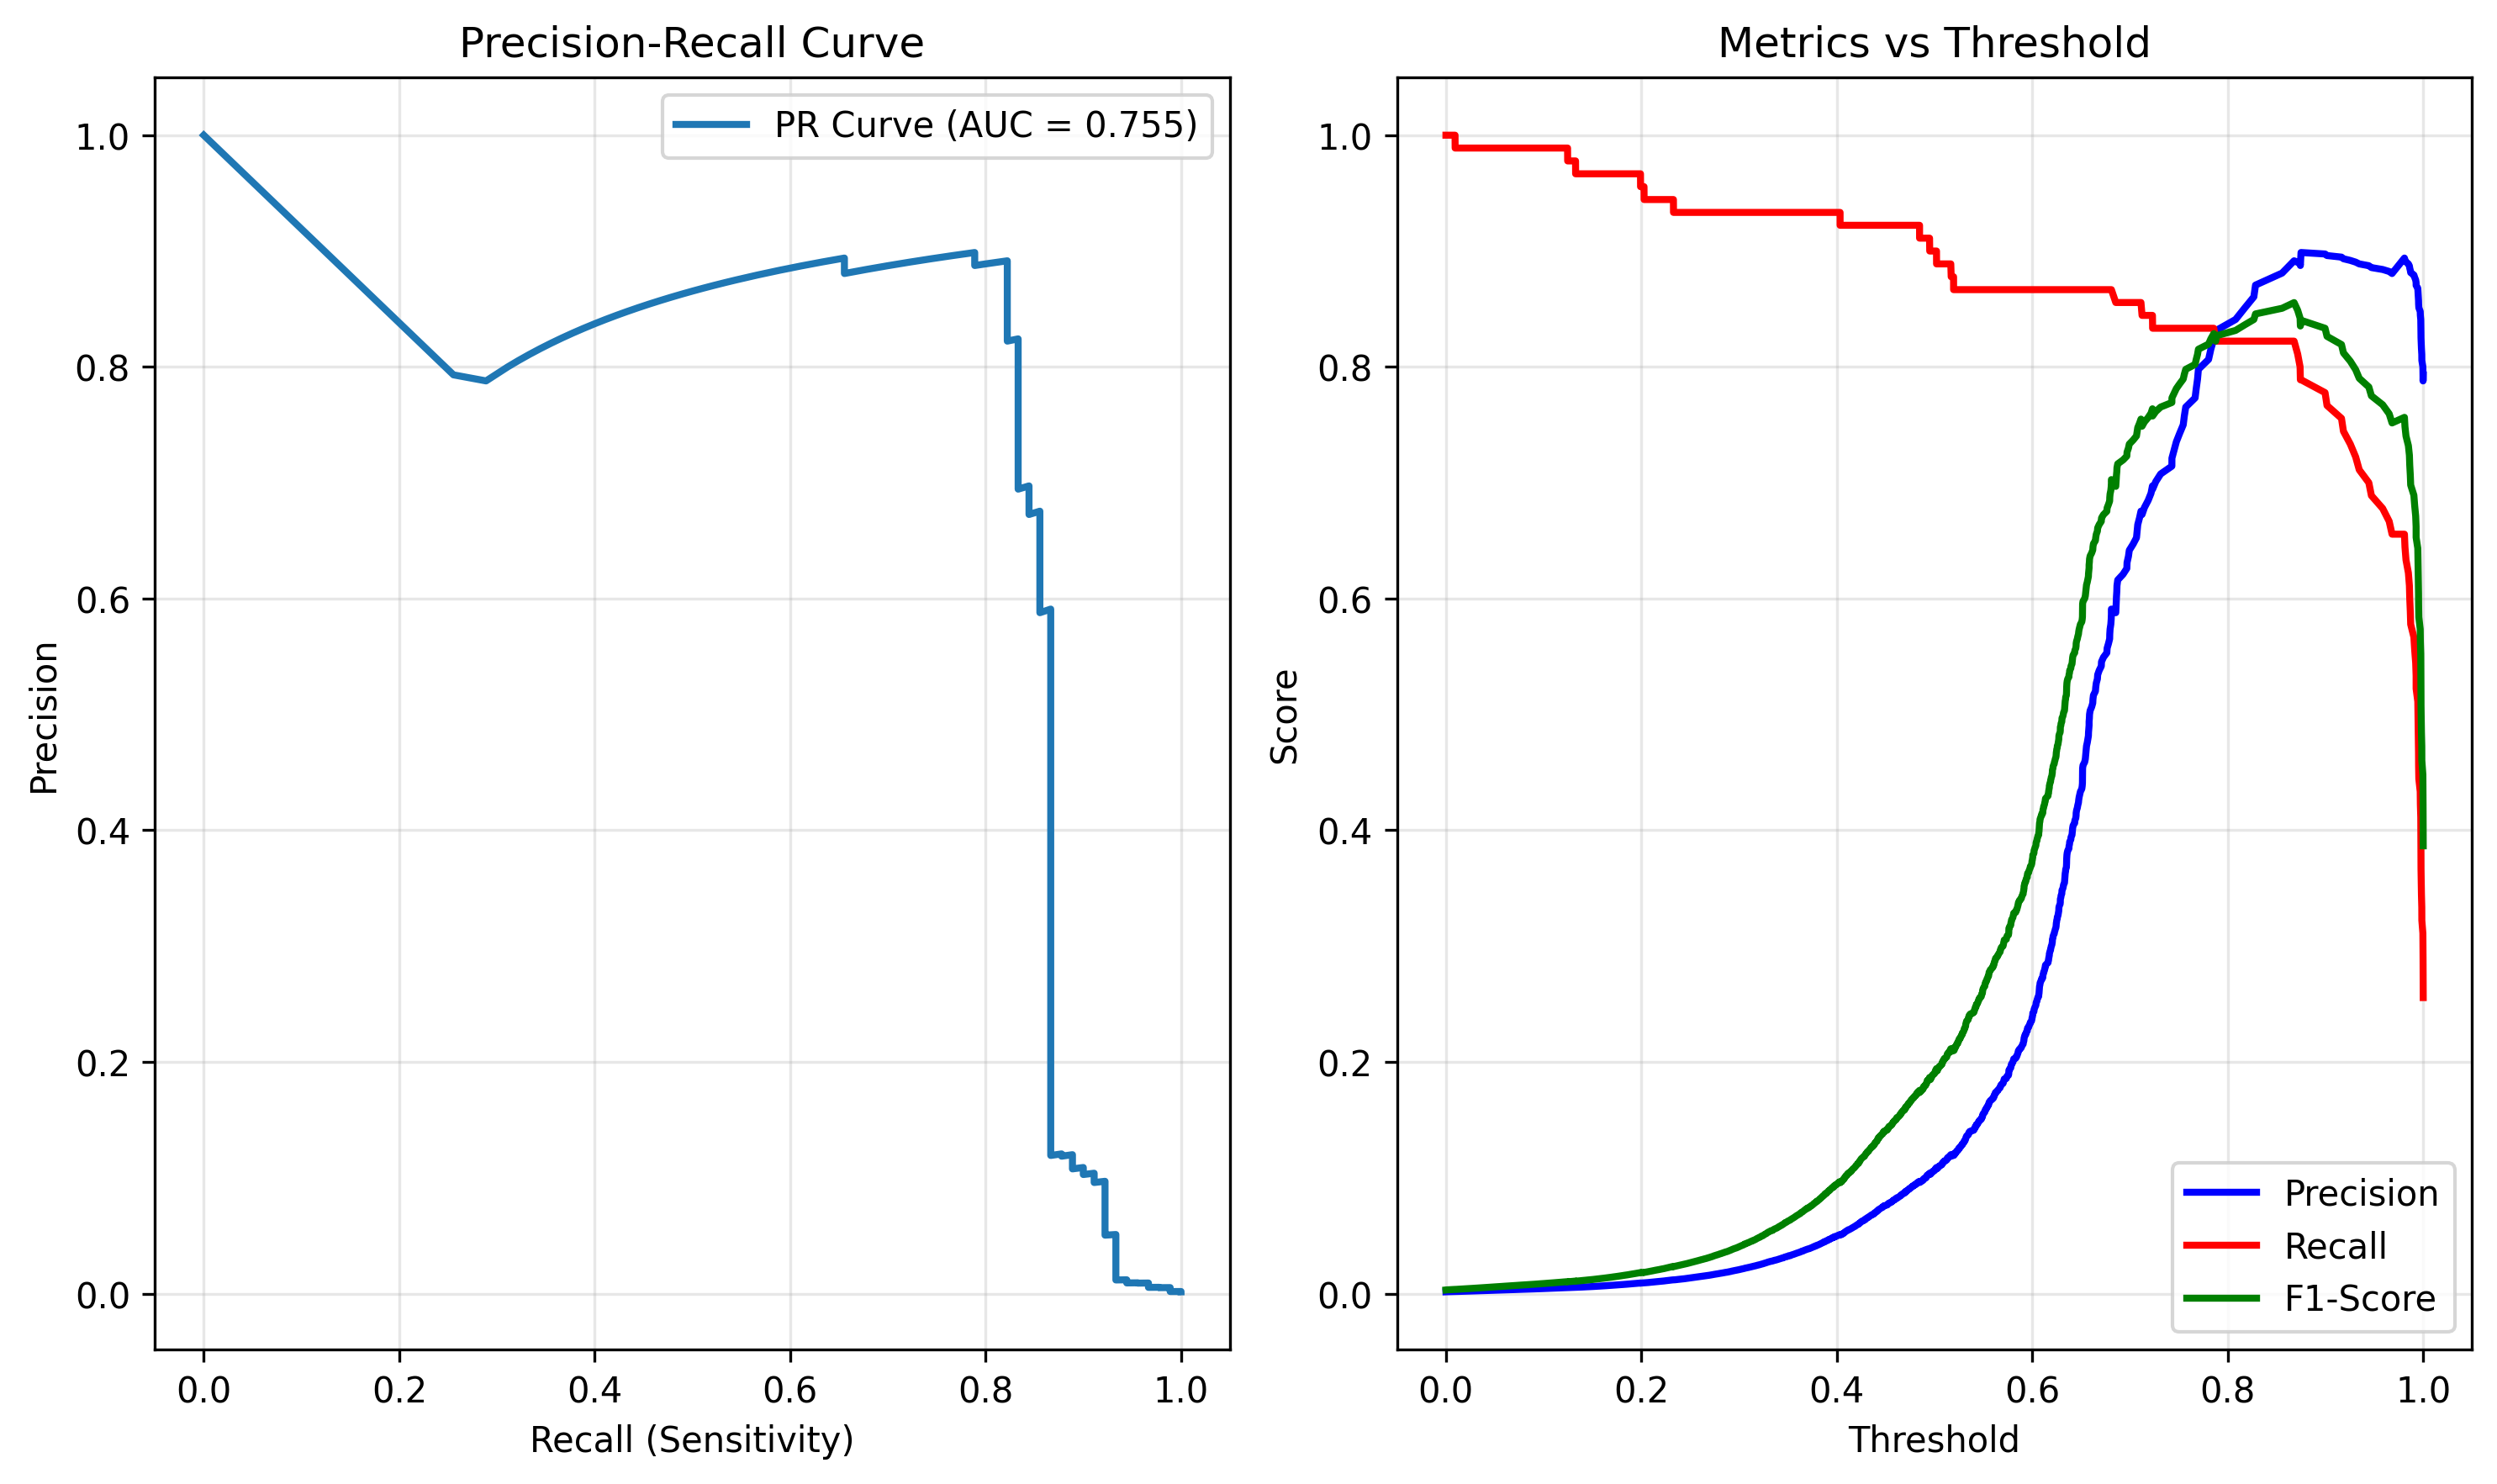 Precision-Recall Curve
PR Curve (AUC = 0.755)
1.0
0.8
0.6
0.4
0.2
0.0
Precision
0.0 0.2 0.4 0.6 0.8 1.0
Recall (Sensitivity)
Metrics vs Threshold
1.0
0.8
0.6
0.4
0.2
0.0
Score
Precision
Recall
F1-Score
0.0 0.2 0.4 0.6 0.8 1.0
Threshold